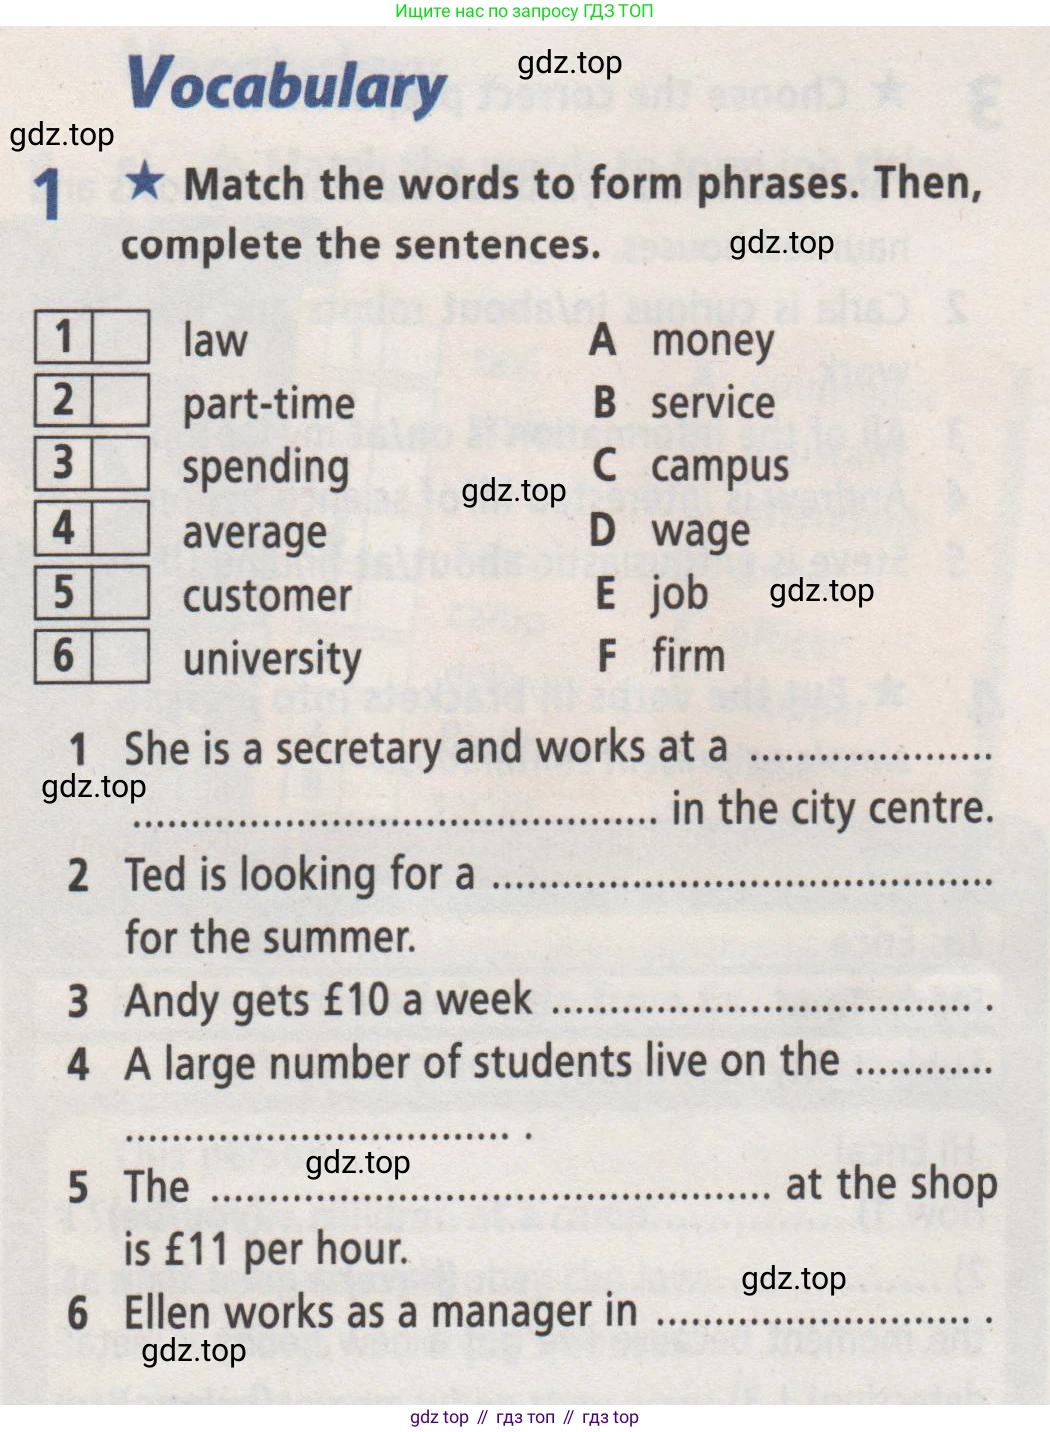 Ищите нас по запросу ГДЗ ТОП
Vocabulary
gdz.top
gdz.top
1 ★ Match the words to form phrases. Then,
complete the sentences.
gdz.top
1 law A money
2 part-time B service
3 spending C campus
gdz.top
4 average D wage
5 customer E job
gdz.top
6 university F firm
1 She is a secretary and works at a .....................
gdz.top
............................................. in the city centre.
2 Ted is looking for a ...........................................
for the summer.
3 Andy gets £10 a week .................................... .
4 A large number of students live on the ............
................................. .
gdz.top
5 The ................................................ at the shop
is £11 per hour.
gdz.top
6 Ellen works as a manager in ........................... .
gdz.top
gdz top // гдз топ // gdz top